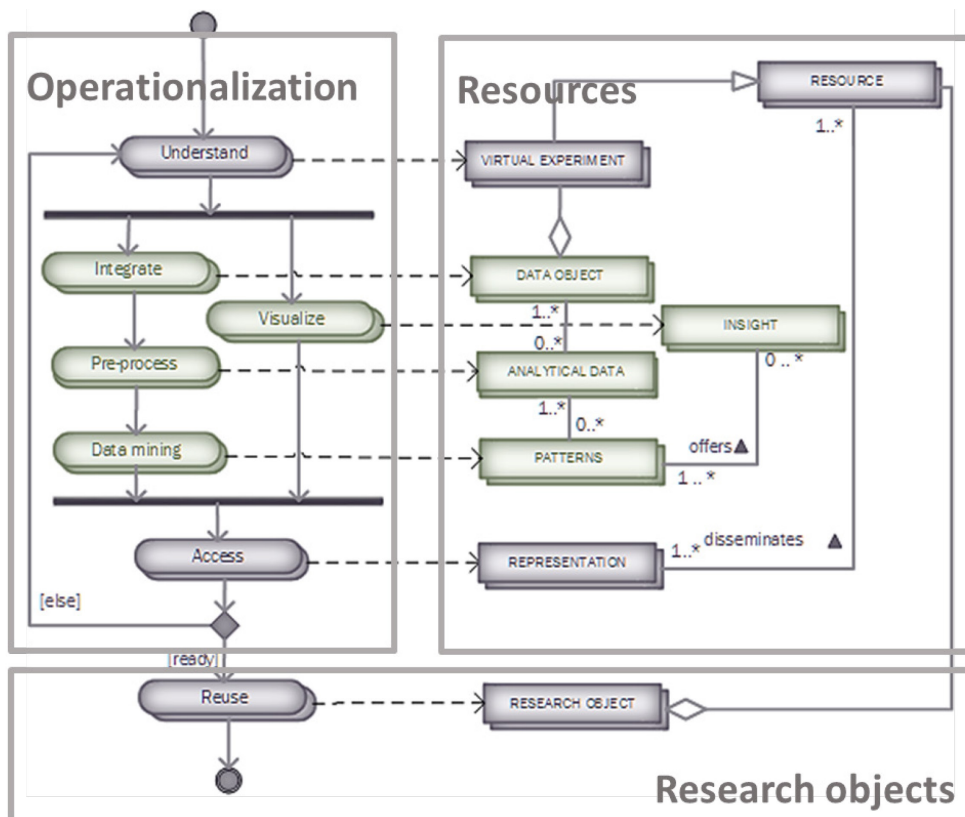 Operationalization
Understand
Integrate
Visualize
Pre-process
Data mining
Access
[else]
[ready]
Reuse
Resources
RESOURCE
1..*
VIRTUAL EXPERIMENT
DATA OBJECT
1..*
0..*
INSIGHT
0 .. *
ANALYTICAL DATA
1..*
0..*
PATTERNS
offers
1 .. *
REPRESENTATION
1..*
disseminates
RESEARCH OBJECT
Research objects